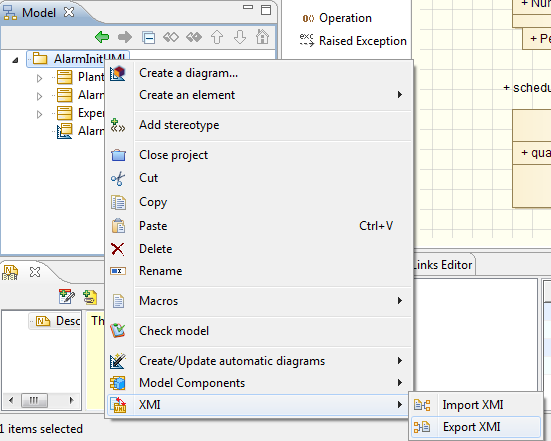 Model
AlarmInitUML
Plant
Alarm
Exper
Alarm
Operation
exc Raised Exception
+ Num
+ Pe
+ schedu
+ qua
Create a diagram...
Create an element
Add stereotype
Close project
Cut
Copy
Paste Ctrl+V
Delete
Rename
Macros
Check model
Create/Update automatic diagrams
Model Components
XMI
Import XMI
Export XMI
Links Editor
N
Desc
Th
1 items selected